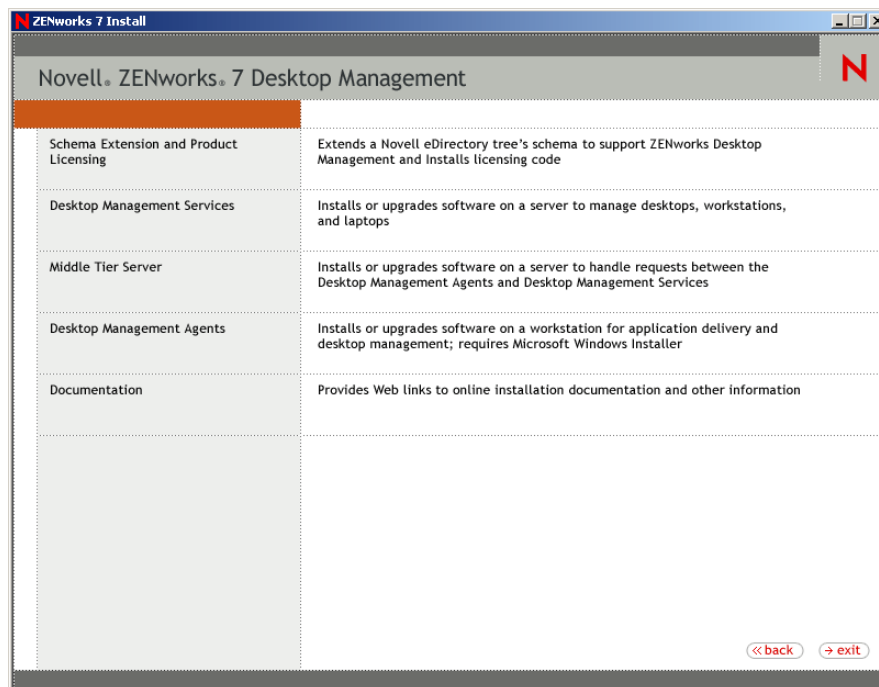 N ZENworks 7 Install
Novell® ZENworks® 7 Desktop Management
N
Schema Extension and Product
Licensing
Extends a Novell eDirectory tree's schema to support ZENworks Desktop
Management and Installs licensing code
Desktop Management Services
Installs or upgrades software on a server to manage desktops, workstations,
and laptops
Middle Tier Server
Installs or upgrades software on a server to handle requests between the
Desktop Management Agents and Desktop Management Services
Desktop Management Agents
Installs or upgrades software on a workstation for application delivery and
desktop management; requires Microsoft Windows Installer
Documentation
Provides Web links to online installation documentation and other information
« back → exit